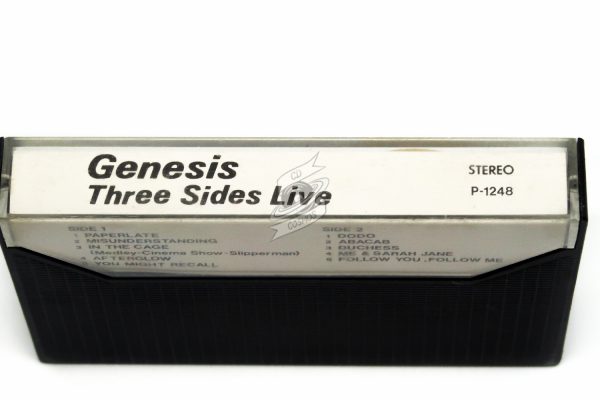 Genesis
Three Sides Live
STEREO
P-1248
CD
COSMOS
SIDE 1
1 PAPERLATE
2 MISUNDERSTANDING
3 IN THE CAGE
(Medley-Cinema Show-Slipperman)
4 AFTERGLOW
5 YOU MIGHT RECALL
SIDE 2
1 DODO
2 ABACAB
3 DUCHESS
4 ME & SARAH JANE
5 FOLLOW YOU, FOLLOW ME